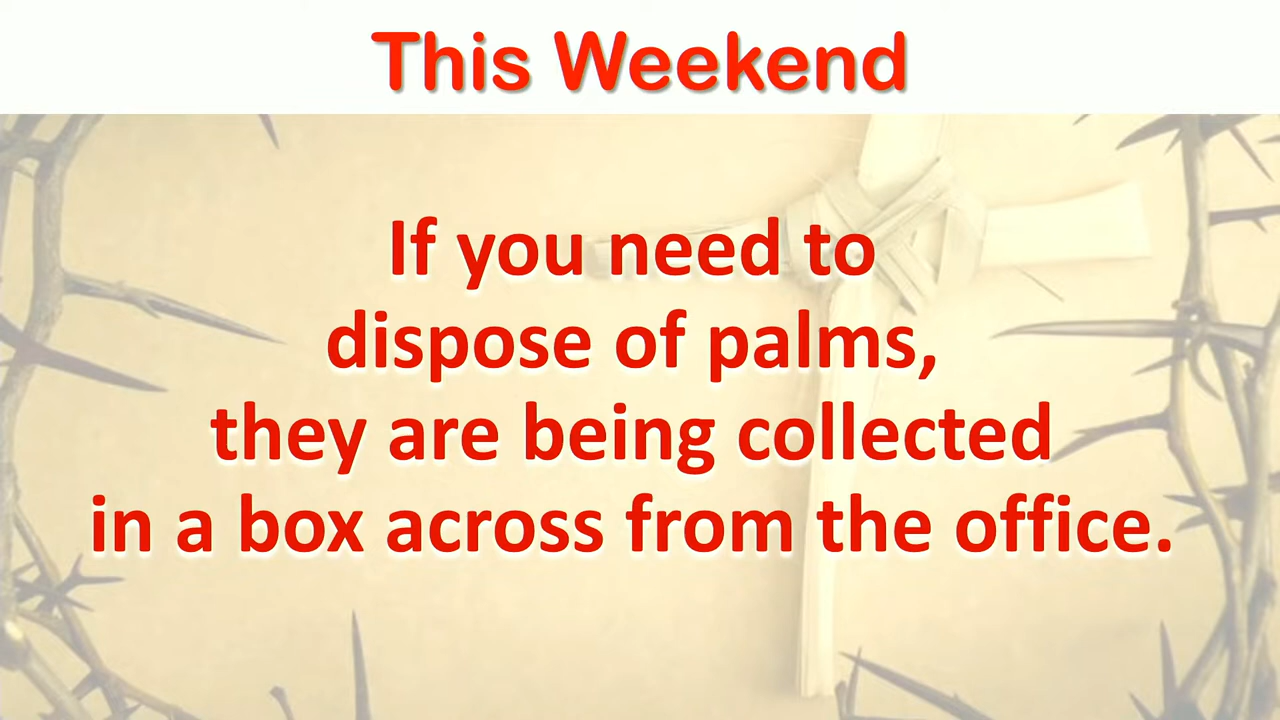 This Weekend
If you need to
dispose of palms,
they are being collected
in a box across from the office.